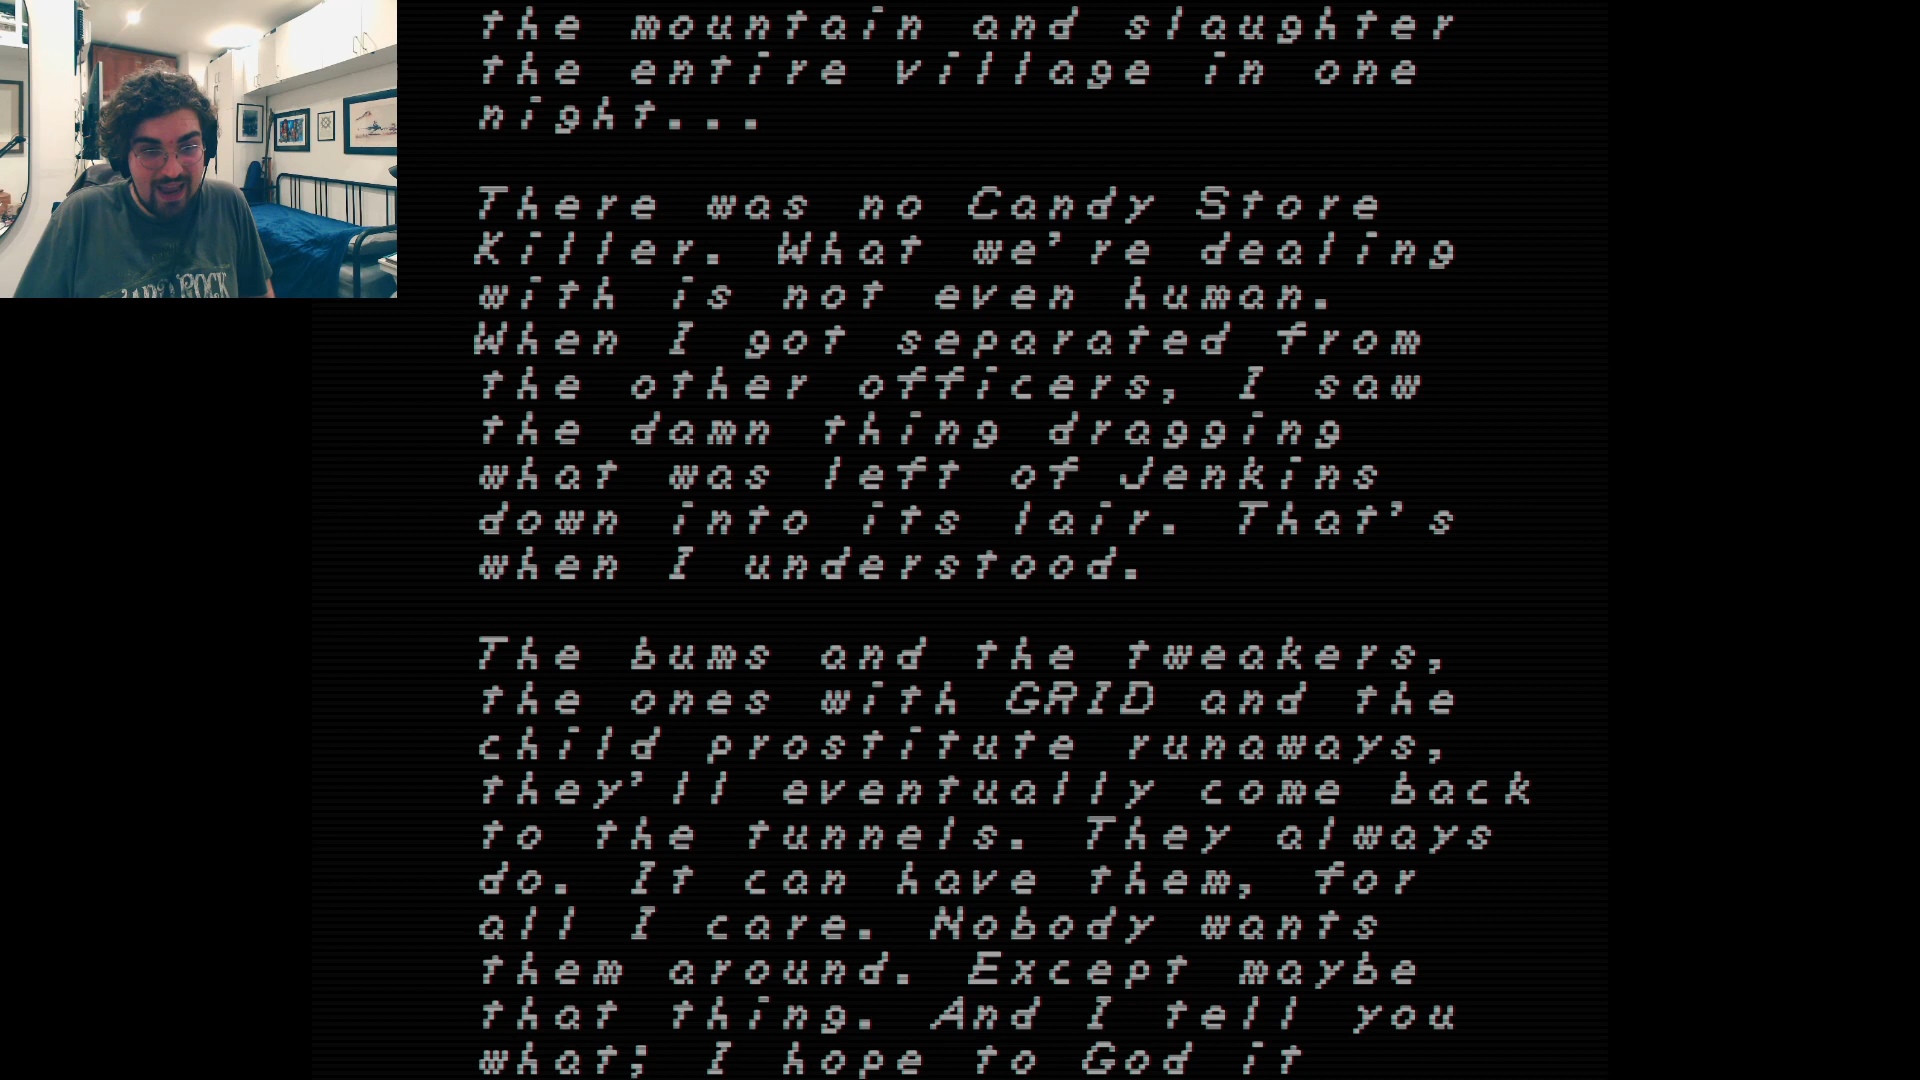 the mountain and slaughter
the entire village in one
night...
There was no Candy Store
Killer. What we're dealing
with is not even human.
When I got separated from
the other officers, I saw
the damn thing dragging
what was left of Jenkins
down into its lair. That's
when I understood.
The bums and the tweakers,
the ones with GRID and the
child prostitute runaways,
they'll eventually come back
to the tunnels. They always
do. It can have them, for
all I care. Nobody wants
them around. Except maybe
that thing. And I tell you
what; I hope to God it